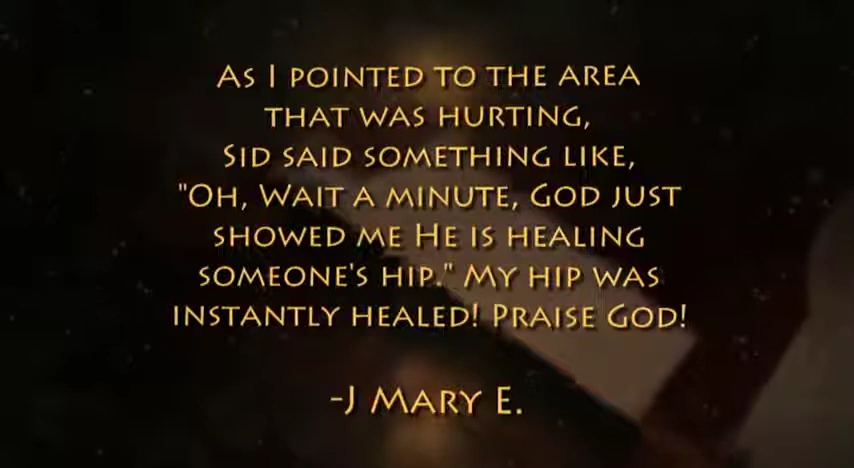 As I pointed to the area
that was hurting,
Sid said something like,
"Oh, Wait a minute, God just
showed me He is healing
someone's hip." My hip was
instantly healed! Praise God!
-J Mary E.